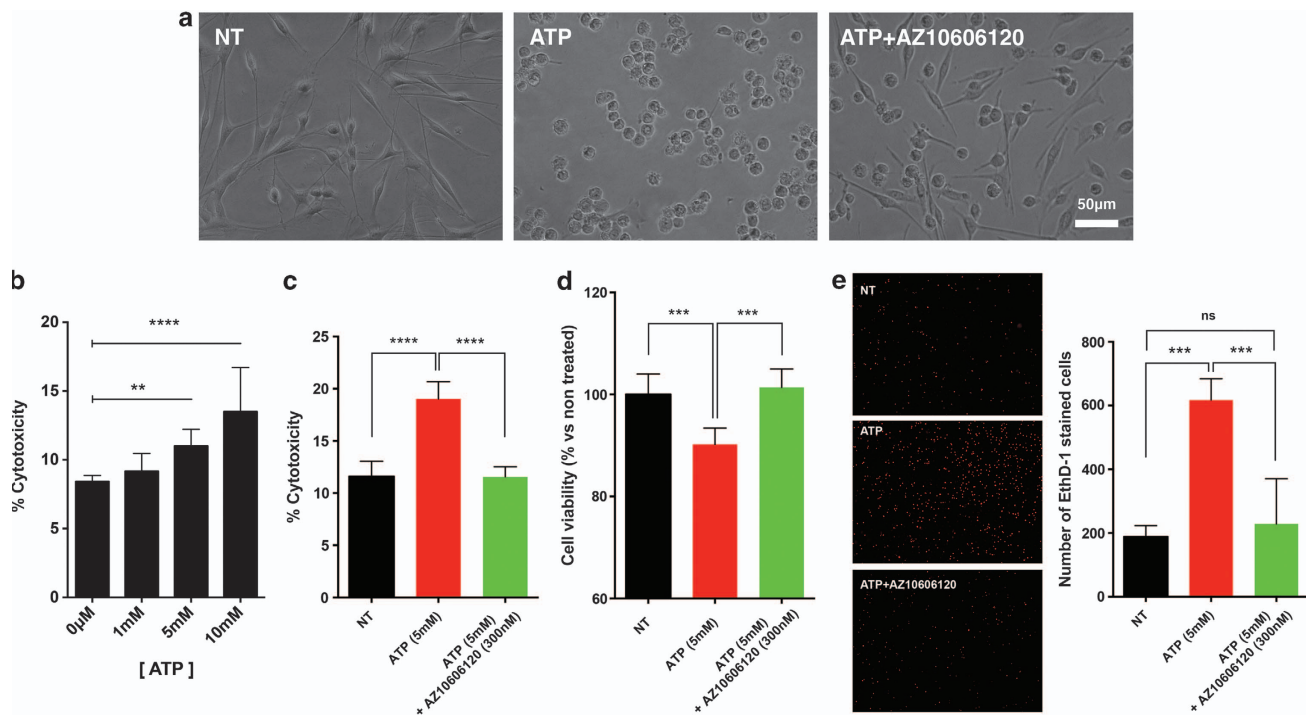 a
NT
ATP
ATP+AZ10606120
50µm
b
% Cytotoxicity
20
15
10
5
0
****
**
0µM
1mM
5mM
10mM
[ ATP ]
c
% Cytotoxicity
25
20
15
10
5
0
****
****
NT
ATP (5mM)
ATP (5mM)
+ AZ10606120 (300nM)
d
Cell viability (% vs non treated)
120
100
80
60
***
***
NT
ATP (5mM)
ATP (5mM)
+ AZ10606120 (300nM)
e
NT
ATP
ATP+AZ10606120
Number of EthD-1 stained cells
800
600
400
200
0
ns
***
***
NT
ATP (5mM)
ATP (5mM)
+ AZ10606120 (300nM)